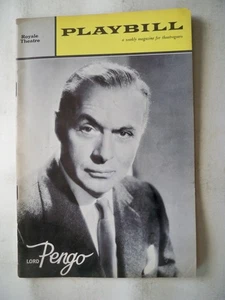 Royale
Theatre
PLAYBILL
a weekly magazine for theatregoers
LORD Pengo